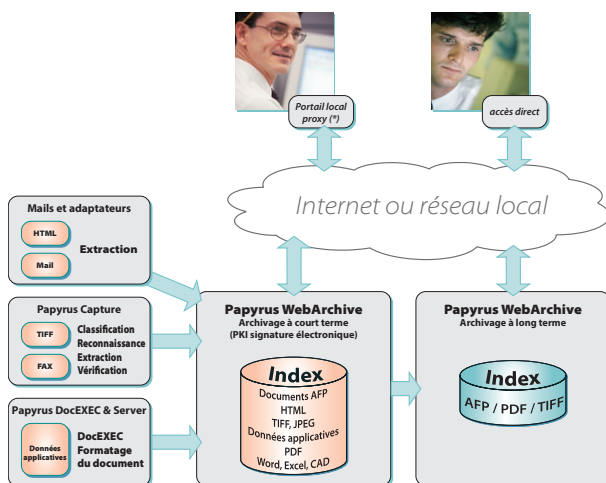 Portail local
proxy (*)
accès direct
Internet ou réseau local
Mails et adaptateurs
HTML
Mail
Extraction
Papyrus Capture
TIFF
FAX
Classification
Reconnaissance
Extraction
Vérification
Papyrus DocEXEC & Server
Données
applicatives
DocEXEC
Formatage
du document
Papyrus WebArchive
Archivage à court terme
(PKI signature électronique)
Index
Documents AFP
HTML
TIFF, JPEG
Données applicatives
PDF
Word, Excel, CAD
Papyrus WebArchive
Archivage à long terme
Index
AFP / PDF / TIFF